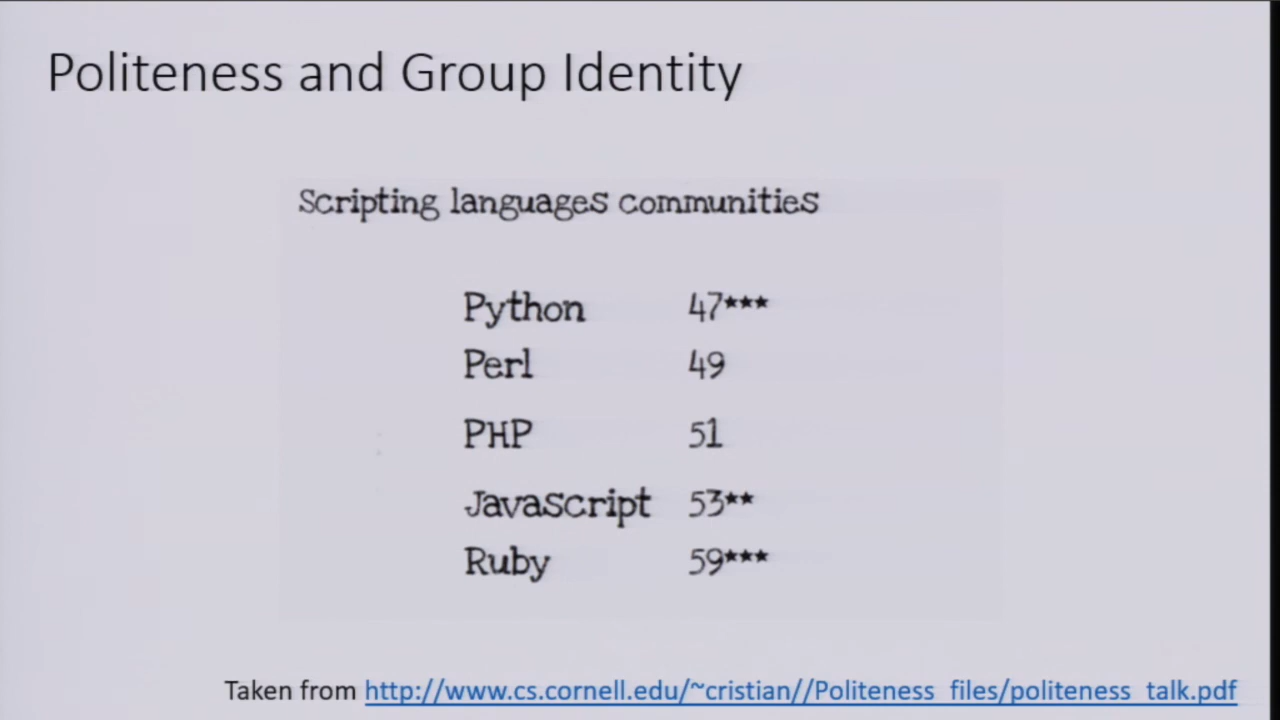 Politeness and Group Identity
Scripting languages communities
Python 47***
Perl 49
PHP 51
JavaScript 53**
Ruby 59***
Taken from http://www.cs.cornell.edu/~cristian//Politeness_files/politeness_talk.pdf